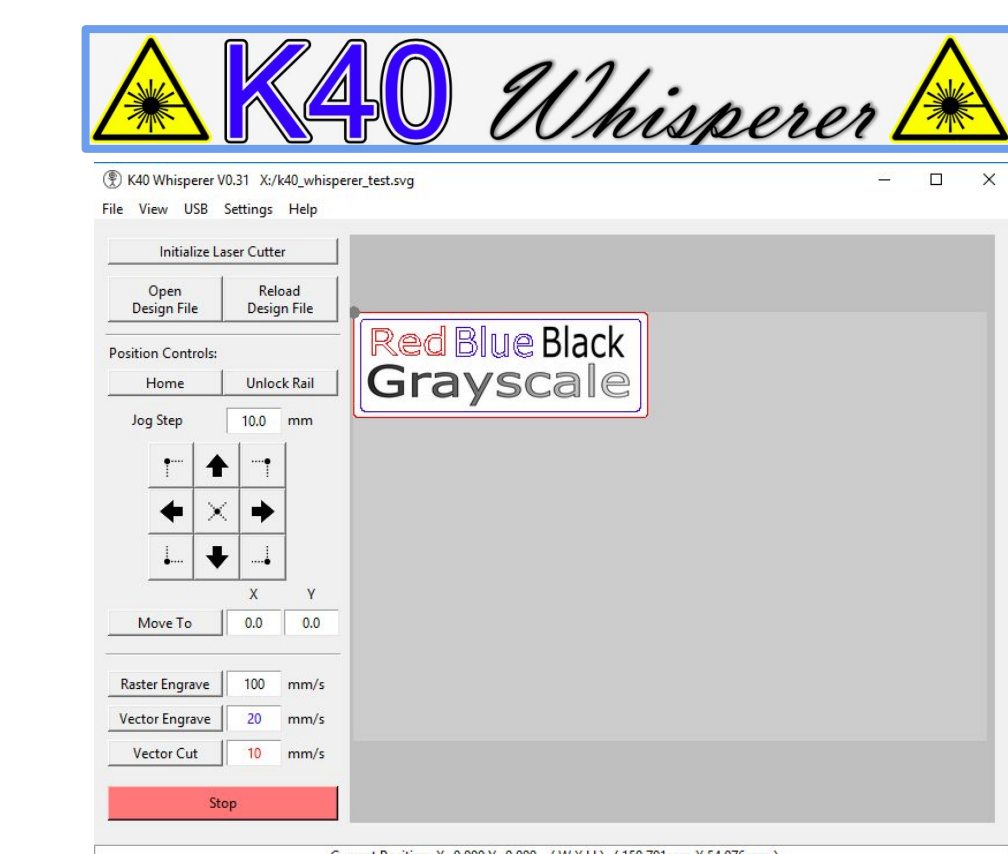 K40 Whisperer
K40 Whisperer V0.31 X:/k40_whisperer_test.svg
File View USB Settings Help
Initialize Laser Cutter
Open Design File
Reload Design File
Position Controls:
Home Unlock Rail
Jog Step 10.0 mm
X Y
Move To 0.0 0.0
Raster Engrave 100 mm/s
Vector Engrave 20 mm/s
Vector Cut 10 mm/s
Stop
Red Blue Black
Grayscale